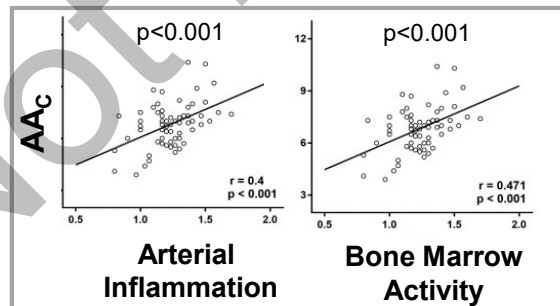 p<0.001
p<0.001
AAC
12
9
6
3
r = 0.4
p < 0.001
r = 0.471
p < 0.001
0.5 1.0 1.5 2.0
0.5 1.0 1.5 2.0
Arterial
Inflammation
Bone Marrow
Activity